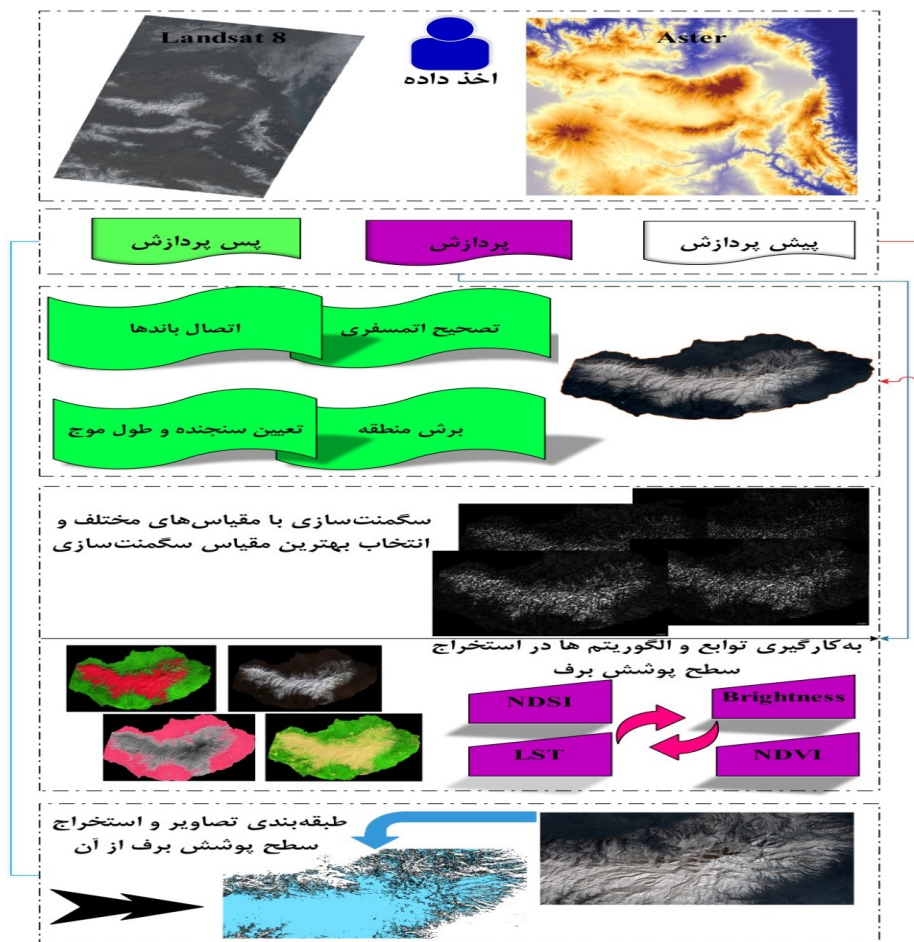 Landsat 8
Aster
اخذ داده
پیش پردازش
پردازش
پس پردازش
تصحیح اتمسفری
اتصال باندها
برش منطقه
تعیین سنجنده و طول موج
سگمنت‌سازی با مقیاس‌های مختلف و
انتخاب بهترین مقیاس سگمنت‌سازی
به‌کارگیری توابع و الگوریتم ها در استخراج
سطح پوشش برف
NDSI
Brightness
LST
NDVI
طبقه‌بندی تصاویر و استخراج
سطح پوشش برف از آن